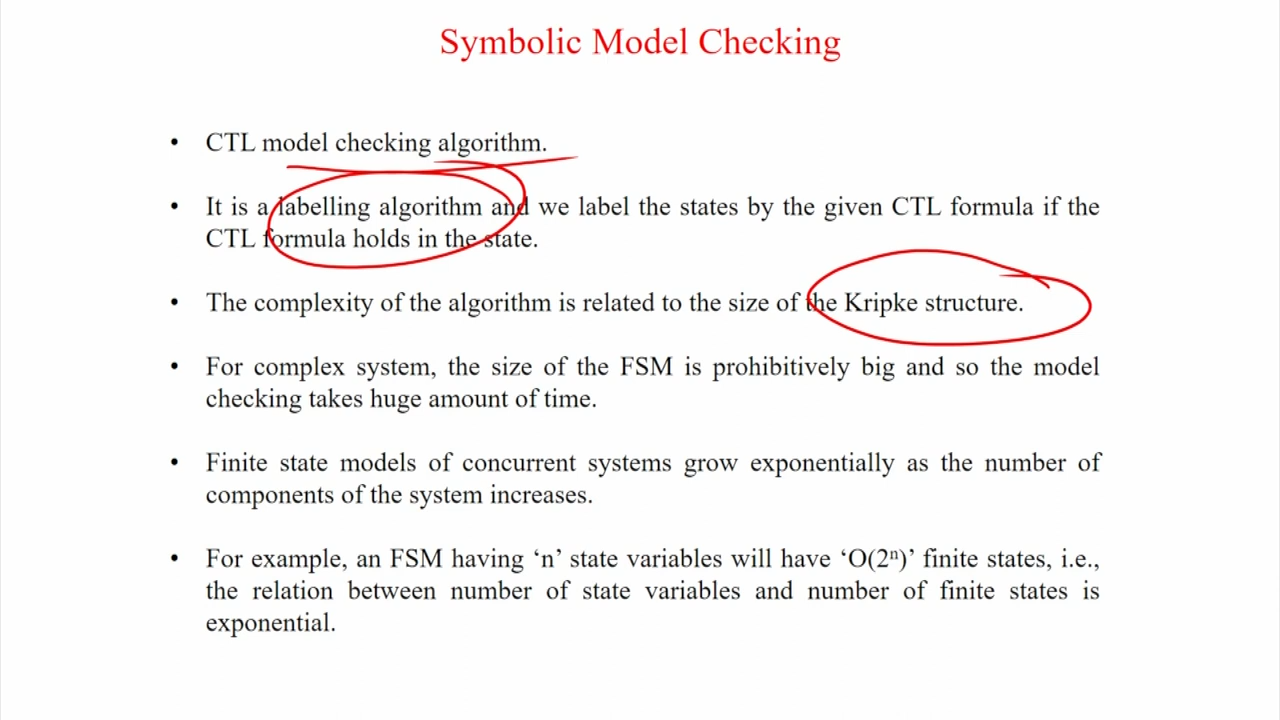 Symbolic Model Checking
• CTL model checking algorithm.
• It is a labelling algorithm and we label the states by the given CTL formula if the
CTL formula holds in the state.
• The complexity of the algorithm is related to the size of the Kripke structure.
• For complex system, the size of the FSM is prohibitively big and so the model
checking takes huge amount of time.
• Finite state models of concurrent systems grow exponentially as the number of
components of the system increases.
• For example, an FSM having ‘n’ state variables will have ‘O(2ⁿ)’ finite states, i.e.,
the relation between number of state variables and number of finite states is
exponential.